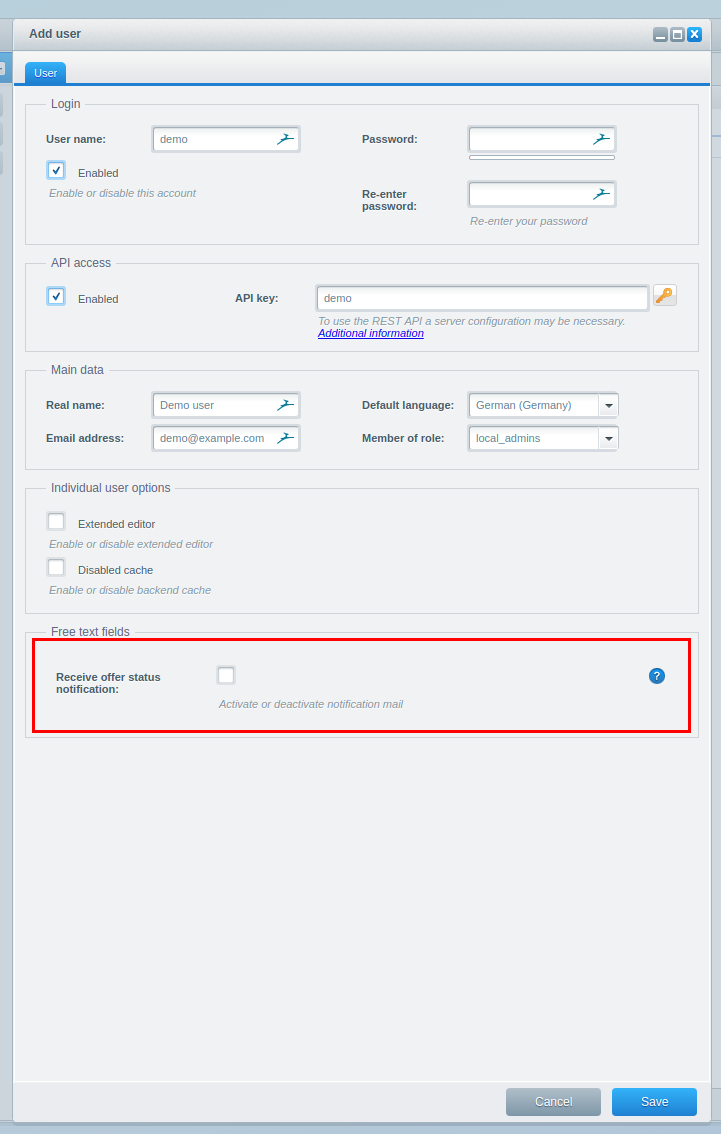 Add user
User
Login
User name:
demo
Password:
Enabled
Enable or disable this account
Re-enter
password:
Re-enter your password
API access
Enabled
API key:
demo
To use the REST API a server configuration may be necessary.
Additional information
Main data
Real name:
Demo user
Default language:
German (Germany)
Email address:
demo@example.com
Member of role:
local_admins
Individual user options
Extended editor
Enable or disable extended editor
Disabled cache
Enable or disable backend cache
Free text fields
Receive offer status
notification:
?
Activate or deactivate notification mail
Cancel
Save